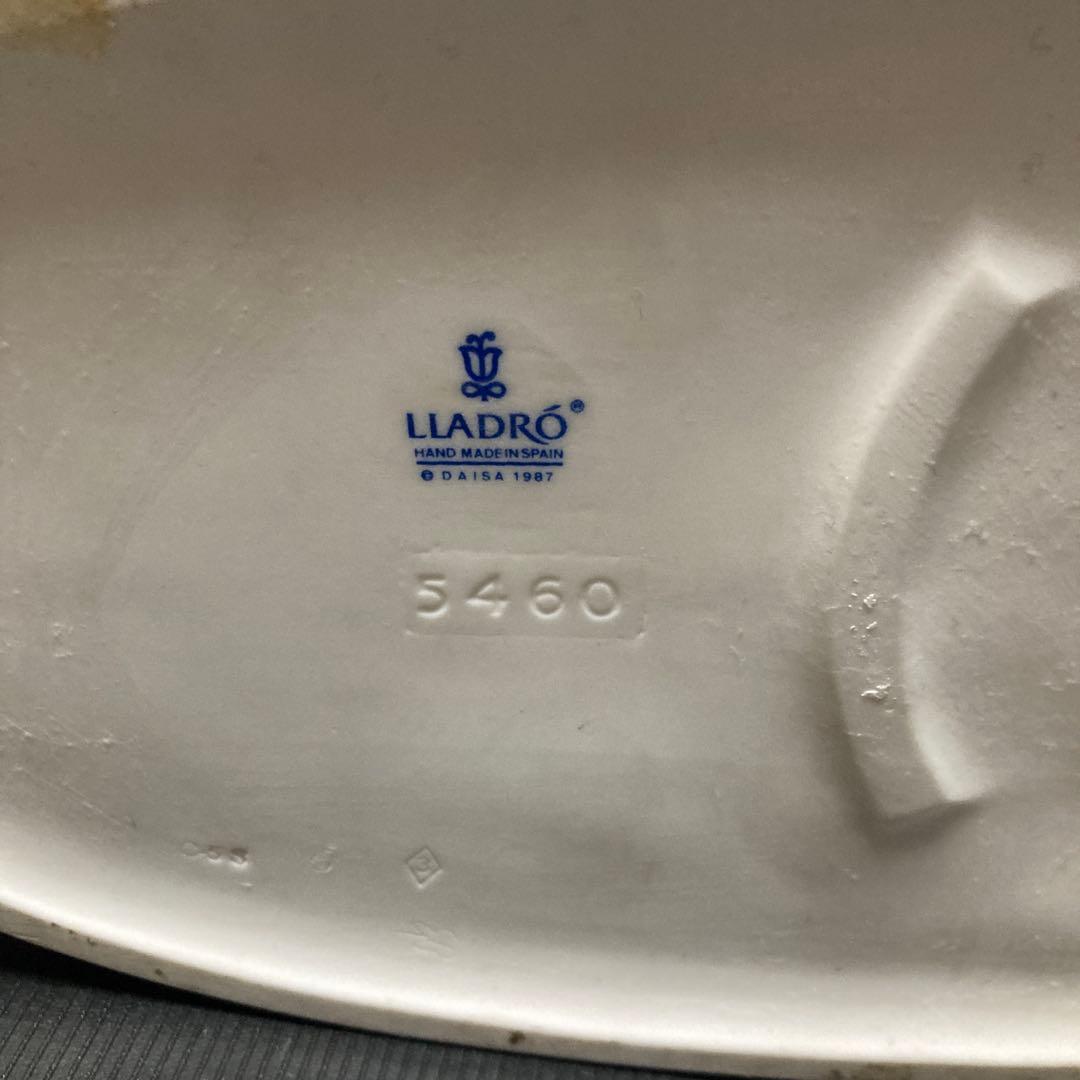 LLADRÓ®
HAND MADE IN SPAIN
© DAISA 1987
5460